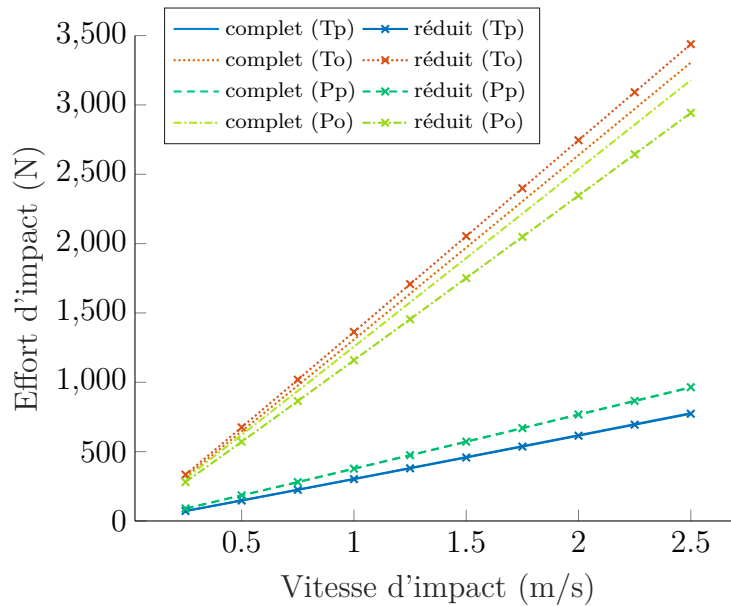 complet (Tp) réduit (Tp)
complet (To) réduit (To)
complet (Pp) réduit (Pp)
complet (Po) réduit (Po)
3,500
3,000
2,500
2,000
1,500
1,000
500
0
Effort d'impact (N)
0.5 1 1.5 2 2.5
Vitesse d'impact (m/s)